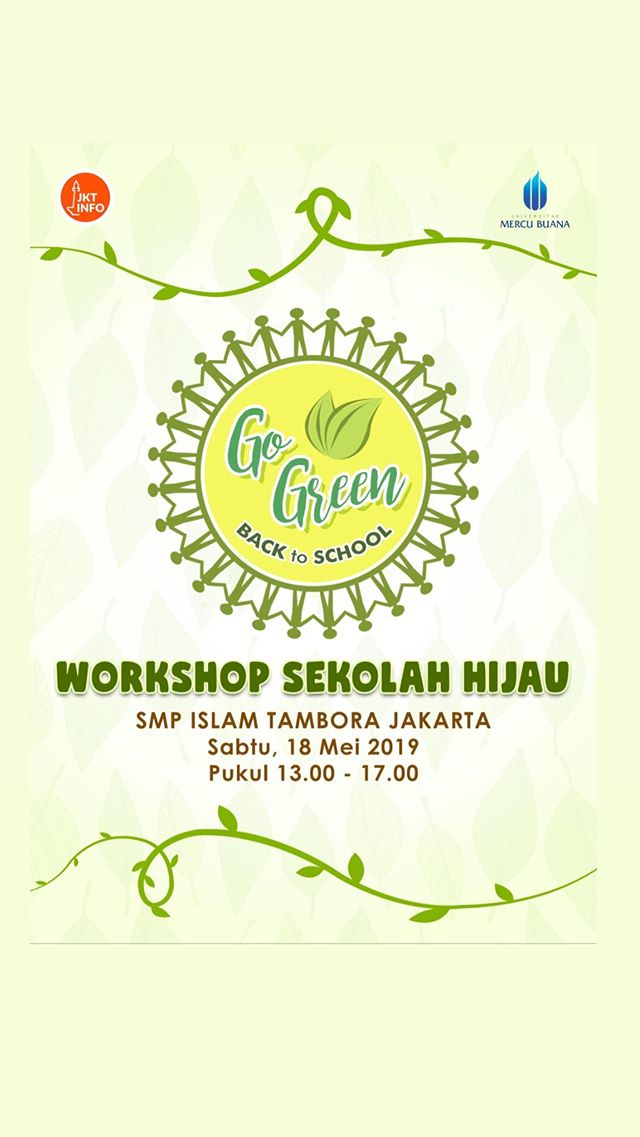 JKT
INFO
UNIVERSITAS
MERCU BUANA
Go
Green
BACK to SCHOOL
WORKSHOP SEKOLAH HIJAU
SMP ISLAM TAMBORA JAKARTA
Sabtu, 18 Mei 2019
Pukul 13.00 - 17.00